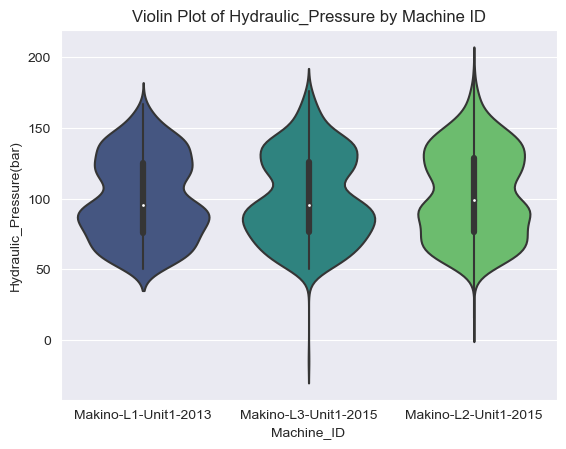 Violin Plot of Hydraulic_Pressure by Machine ID
200
150
100
50
0
Hydraulic_Pressure(bar)
Makino-L1-Unit1-2013
Makino-L3-Unit1-2015
Makino-L2-Unit1-2015
Machine_ID